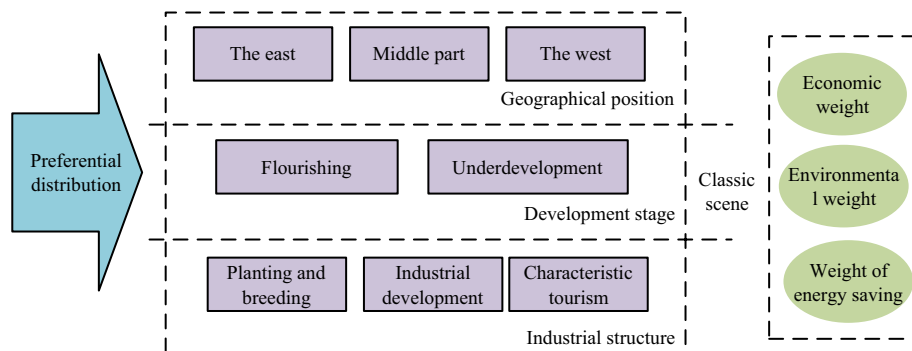 The east
Middle part
The west
Geographical position
Preferential
distribution
Flourishing
Underdevelopment
Development stage
Planting and
breeding
Industrial
development
Characteristic
tourism
Industrial structure
Classic
scene
Economic
weight
Environmenta
l weight
Weight of
energy saving